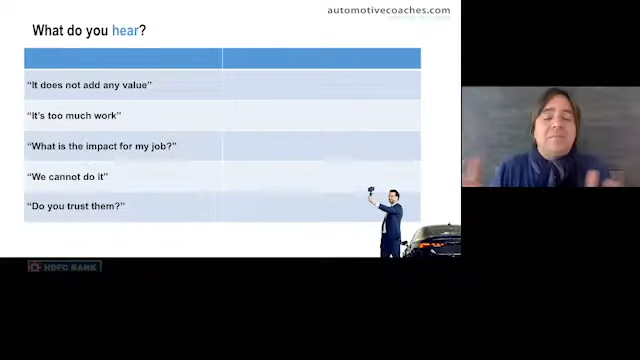 automotivecoaches.com
What do you hear?
“It does not add any value”
“It’s too much work”
“What is the impact for my job?”
“We cannot do it”
“Do you trust them?”
HDFC BANK